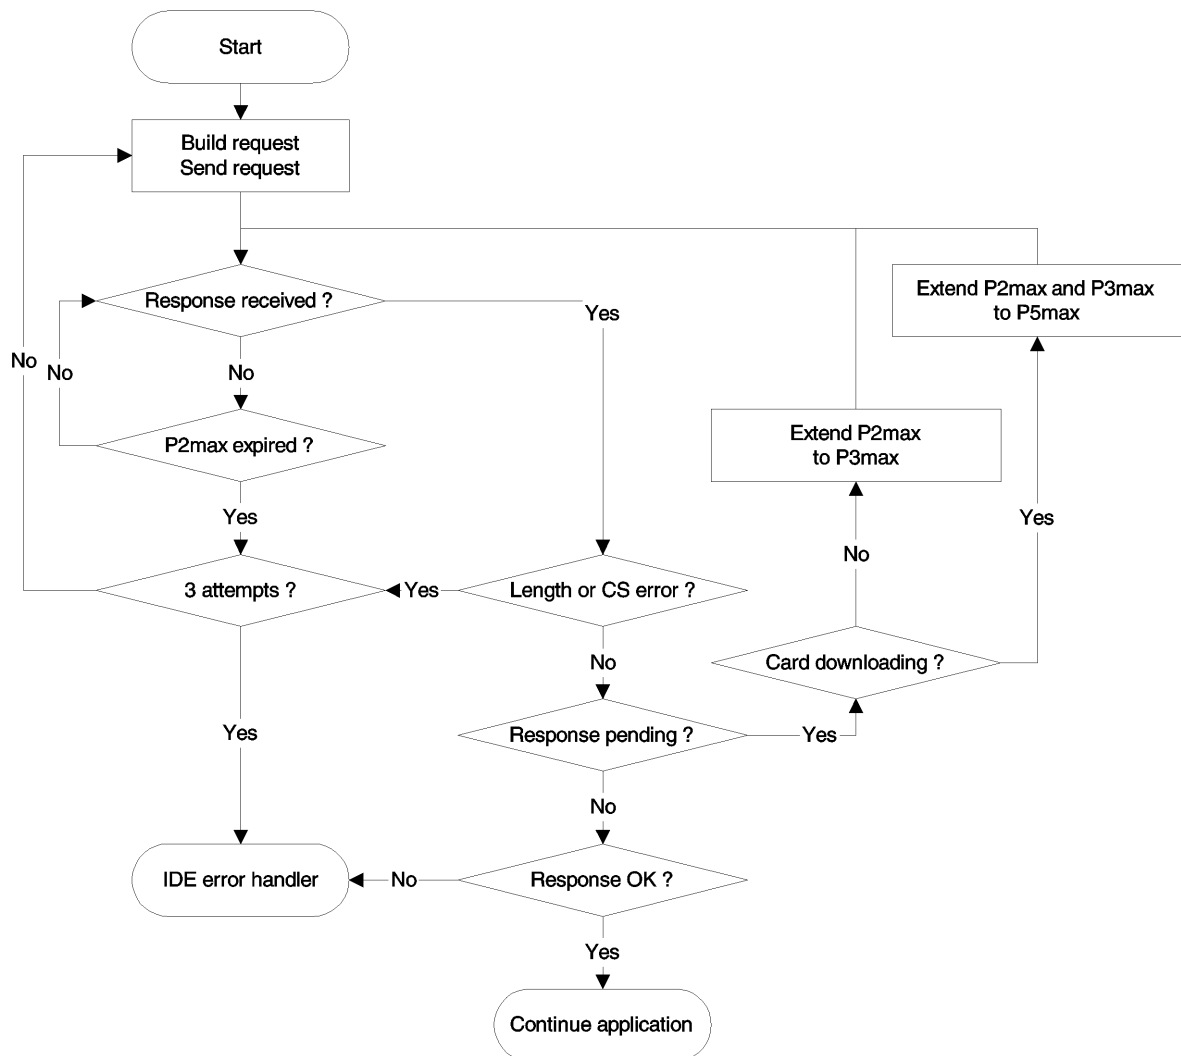 Start
Build request
Send request
Response received ?
Yes
Extend P2max and P3max
to P5max
No
No
No
P2max expired ?
Extend P2max
to P3max
Yes
Yes
No
3 attempts ?
Yes
Length or CS error ?
No
Card downloading ?
Yes
Response pending ?
Yes
No
IDE error handler
No
Response OK ?
Yes
Continue application